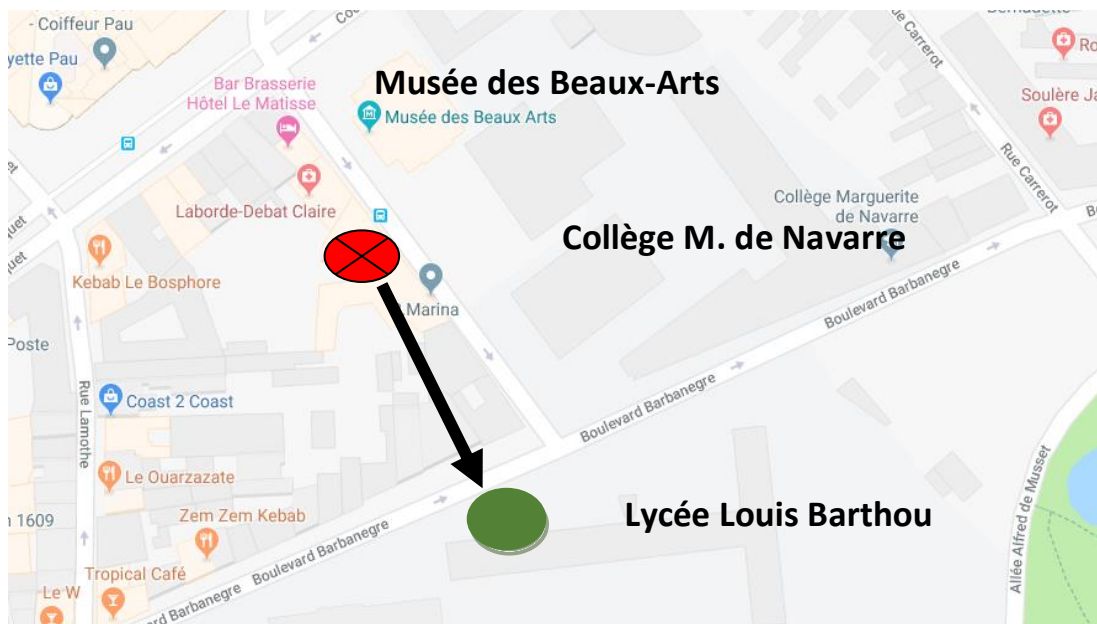 - Coiffeur Pau
yette Pau
Bar Brasserie
Hôtel Le Matisse
Musée des Beaux-Arts
Musée des Beaux Arts
Laborde-Debat Claire
Kebab Le Bosphore
Marina
Poste
Coast 2 Coast
Rue Lamothe
Le Ouarzazate
1609
Zem Zem Kebab
Tropical Café
Le W
Boulevard Barbanegre
Boulevard Barbanegre
Boulevard Barbanegre
Boulevard Barbanegre
Collège Marguerite
de Navarre
Collège M. de Navarre
Lycée Louis Barthou
Rue Carrerot
Rue Carrerot
Soulère Ja
Ro
Allée Alfred de Musset